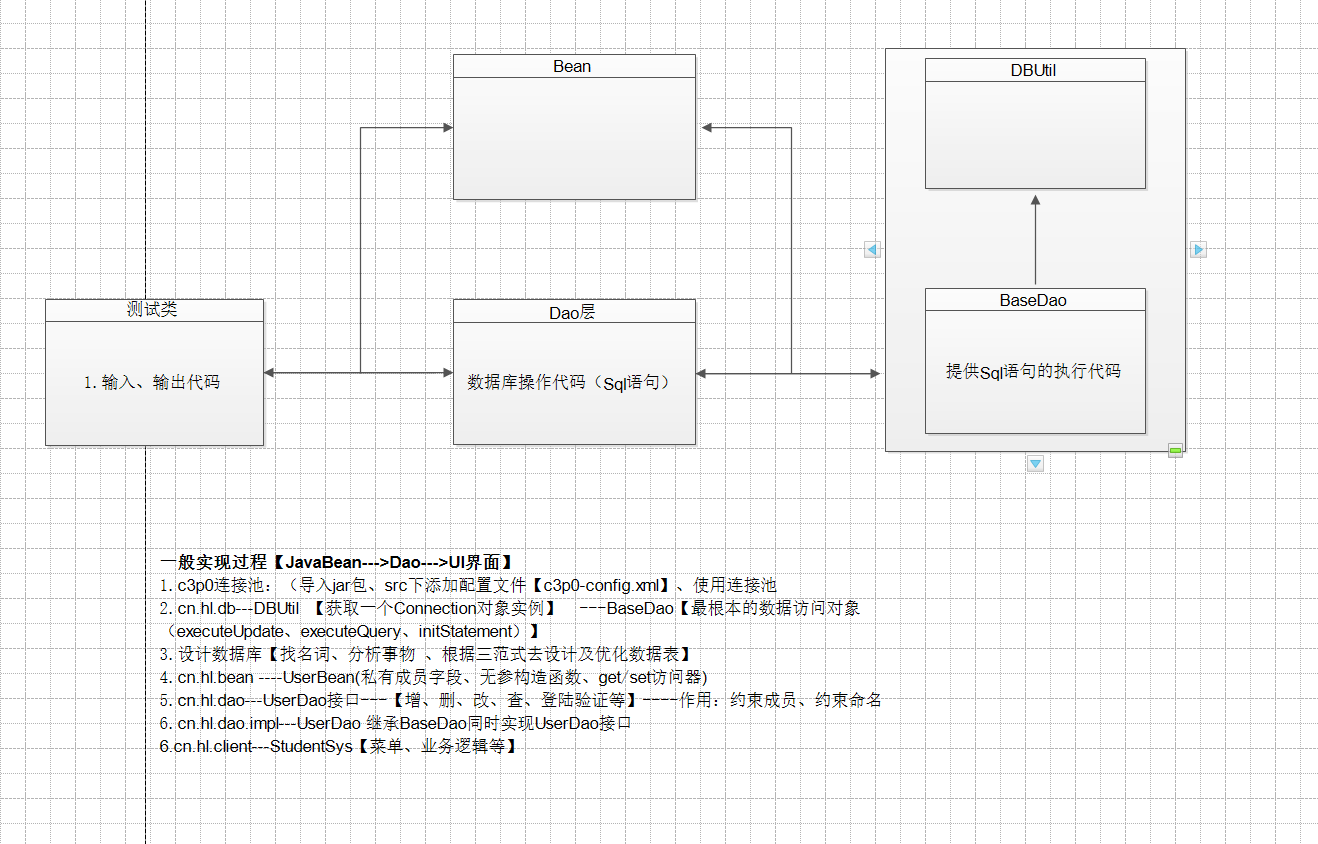 Bean
DBUtil
测试类
1. 输入、输出代码
Dao层
数据库操作代码（Sql语句）
BaseDao
提供Sql语句的执行代码
一般实现过程【JavaBean--->Dao--->UI界面】
1. c3p0连接池：（导入jar包、src下添加配置文件【c3p0-config.xml】、使用连接池
2. cn.hl.db---DBUtil 【获取一个Connection对象实例】 ---BaseDao【最根本的数据访问对象
（executeUpdate、executeQuery、initStatement）】
3. 设计数据库【找名词、分析事物 、根据三范式去设计及优化数据表】
4. cn.hl.bean ----UserBean(私有成员字段、无参构造函数、get/set访问器)
5. cn.hl.dao---UserDao接口---【增、删、改、查、登陆验证等】----作用：约束成员、约束命名
6. cn.hl.dao.impl---UserDao 继承BaseDao同时实现UserDao接口
6.cn.hl.client---StudentSys【菜单、业务逻辑等】